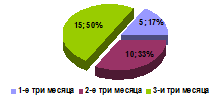 15; 50%
5; 17%
10; 33%
1-е три месяца 2-е три месяца 3-и три месяца